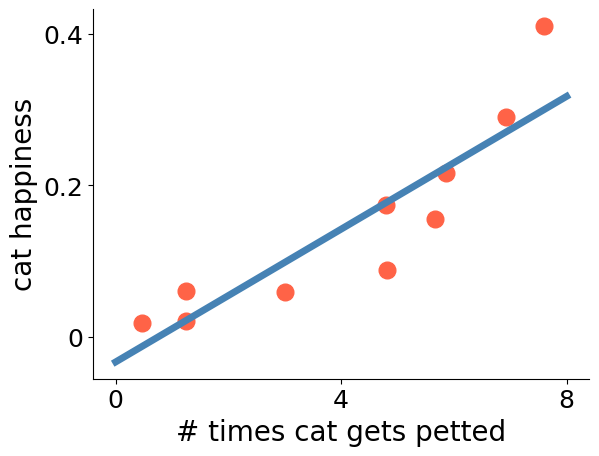 0.4
0.2
0
cat happiness
0 4 8
# times cat gets petted